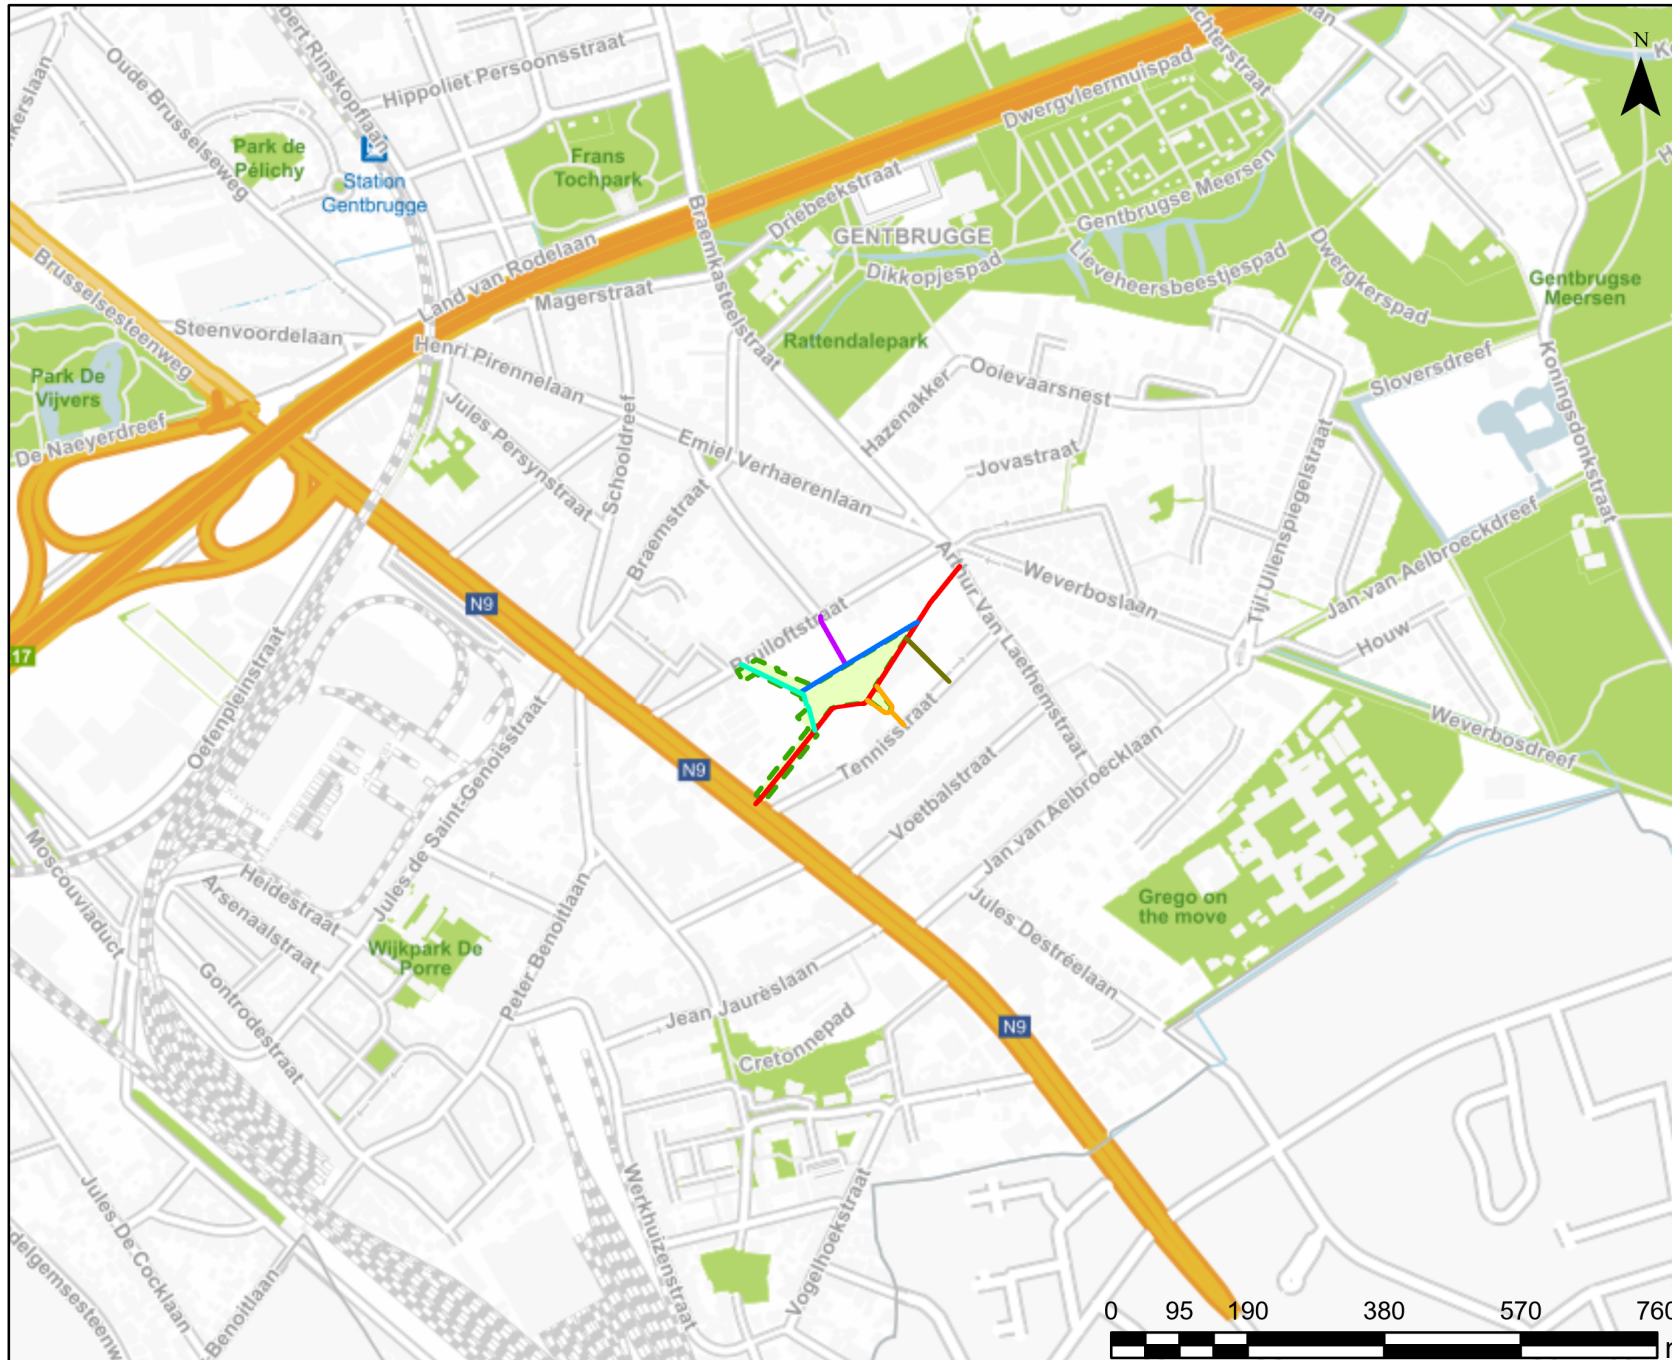 N
Oude Brusselseweg
Hippoliet Persoonsstraat
Dwergvleermuispad
Park de
Pélichy
Station
Gentbrugge
Frans
Tochpark
Driebeekstraat
Gentbrugse Meersen
GENTBRUGGE
Dikkopjespad
Lieveheersbeestjespad
Dwergkerspad
Gentbrugse
Meersen
Braemkasteelstraat
Land van Rodelaan
Magerstraat
Brusselsesteenweg
Steenvoordelaan
Henri Pirennelaan
Rattendalepark
Park De
Vijvers
De Naeyerdreef
Ooievaarsnest
Sloversdreef
Koningsdonkstraat
Hazenakker
Jovastraat
Jules Persynstraat
Schooldreef
Emiel Verhaerenlaan
Braemstraat
Tijl Uilenspiegelstraat
Jan van Aelbroeckdreef
Arthur Van Laethemstraat
Weverboslaan
Houw
N9
Bruiloftstraat
17
Oefenpleinstraat
Weverbosdreef
N9
Tennisstraat
Voetbalstraat
Jan van Aelbroecklaan
Jules de Saint-Genoisstraat
Moscouviaduct
Heidestraat
Arsenaalstraat
Grego on
the move
Jules Destréelaan
Wijkpark De
Porre
Peter Benoitlaan
Gontrodestraat
Jean Jaurèslaan
Cretonnepad
N9
Jules De Cocklaan
Werkhuizenstraat
Vogelhoekstraat
-Benoitlaan
0 95 190 380 570 760